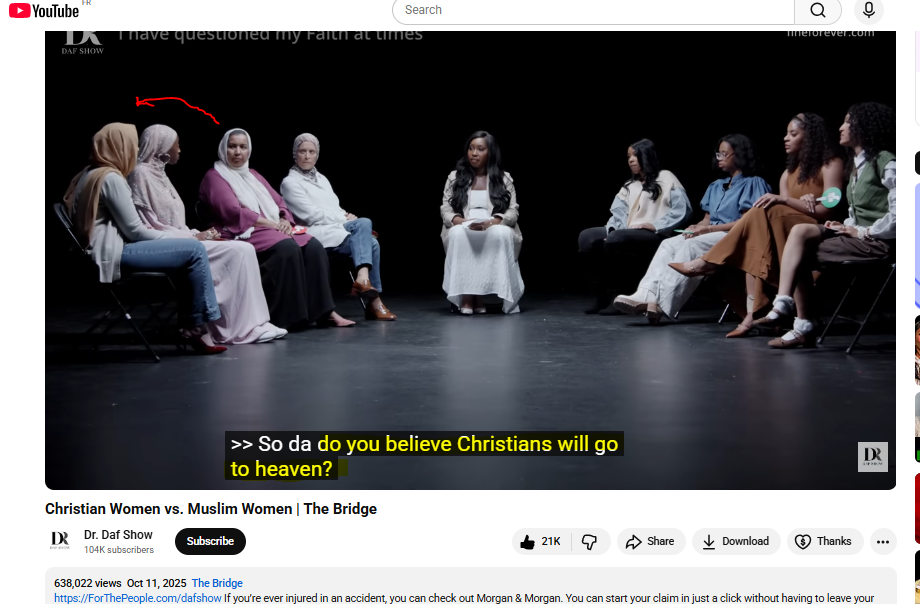 YouTube FR
Search
I have questioned my Faith at times
DR
DAF SHOW
fineforever.com
>> So da do you believe Christians will go
to heaven?
DR
DAF SHOW
Christian Women vs. Muslim Women | The Bridge
DR
DAF SHOW
Dr. Daf Show
104K subscribers
Subscribe
21K
Share
Download
Thanks
638,022 views Oct 11, 2025 The Bridge
https://ForThePeople.com/dafshow If you're ever injured in an accident, you can check out Morgan & Morgan. You can start your claim in just a click without having to leave your